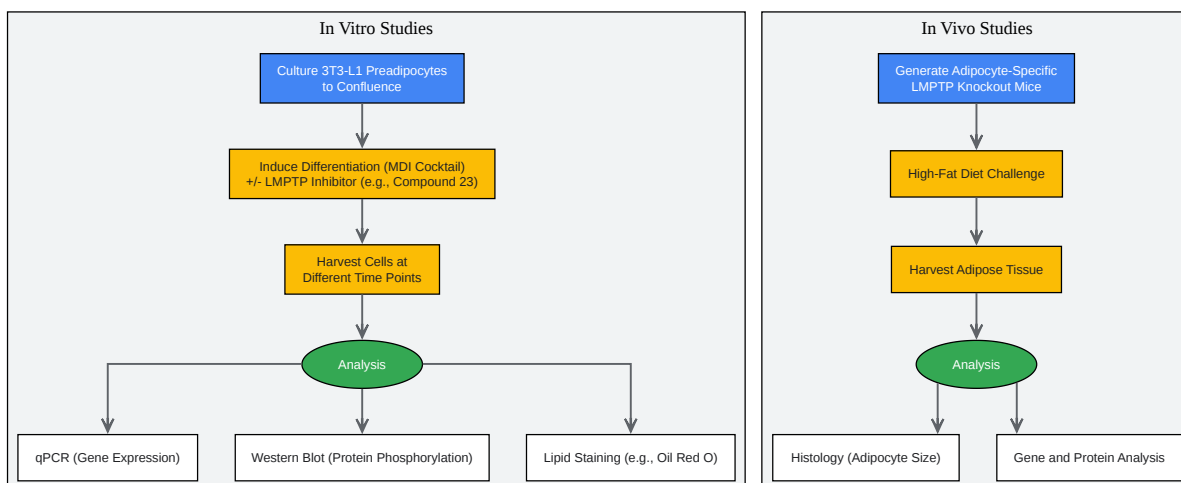 In Vitro Studies
Culture 3T3-L1 Preadipocytes
to Confluence
Induce Differentiation (MDI Cocktail)
+/- LMPTP Inhibitor (e.g., Compound 23)
Harvest Cells at
Different Time Points
Analysis
qPCR (Gene Expression)
Western Blot (Protein Phosphorylation)
Lipid Staining (e.g., Oil Red O)
In Vivo Studies
Generate Adipocyte-Specific
LMPTP Knockout Mice
High-Fat Diet Challenge
Harvest Adipose Tissue
Analysis
Histology (Adipocyte Size)
Gene and Protein Analysis